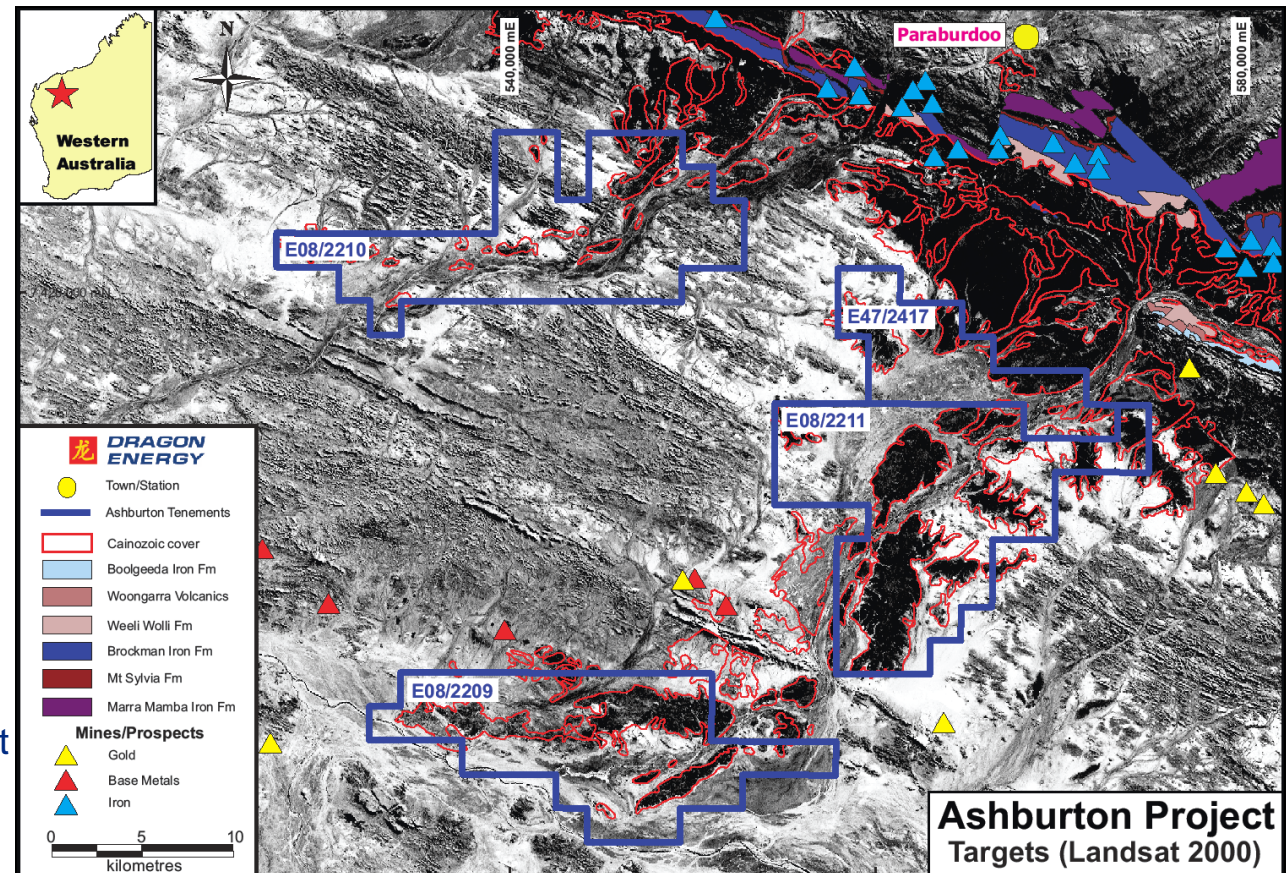 540,000 mE
580,000 mE
N
Paraburdoo
Western
Australia
E08/2210
E47/2417
E08/2211
E08/2209
龙
DRAGON
ENERGY
Town/Station
Ashburton Tenements
Cainozoic cover
Boolgeeda Iron Fm
Woongarra Volcanics
Weeli Wolli Fm
Brockman Iron Fm
Mt Sylvia Fm
Marra Mamba Iron Fm
Mines/Prospects
Gold
Base Metals
Iron
0 5 10
kilometres
t
Ashburton Project
Targets (Landsat 2000)